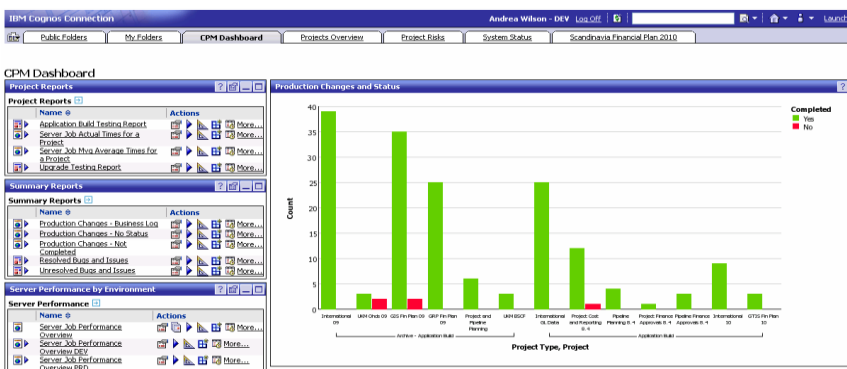 IBM Cognos Connection
Andrea Wilson - DEV Log Off
Launch
Public Folders My Folders CPM Dashboard Projects Overview Project Risks System Status Scandinavia Financial Plan 2010
CPM Dashboard
Project Reports
Project Reports
Name Actions
Application Build Testing Report More...
Server Job Actual Times for a
Project More...
Server Job Mvg Average Times for
a Project More...
Upgrade Testing Report More...
Summary Reports
Summary Reports
Name Actions
Production Changes - Business Log More...
Production Changes - No Status More...
Production Changes - Not
Completed More...
Resolved Bugs and Issues More...
Unresolved Bugs and Issues More...
Server Performance by Environment
Server Performance
Name Actions
Server Job Performance
Overview More...
Server Job Performance
Overview DEV More...
Server Job Performance
Overview PRD More...
Production Changes and Status
Completed
Yes
No
Count
40
35
30
25
20
15
10
5
0
International
09
UKM Ohds 09
GIS Fin Plan 09
GRP Fin Plan
09
Project and
Pipeline
Planning
UKM BSCF
International
GL Data
Project Cost
and Reporting
8.4
Pipeline
Planning 8.4
Project Finance
Approvals 8.4
Pipeline Finance
Approvals 8.4
International
10
GTIS Fin Plan
10
Archive - Application Build
Application Build
Project Type, Project